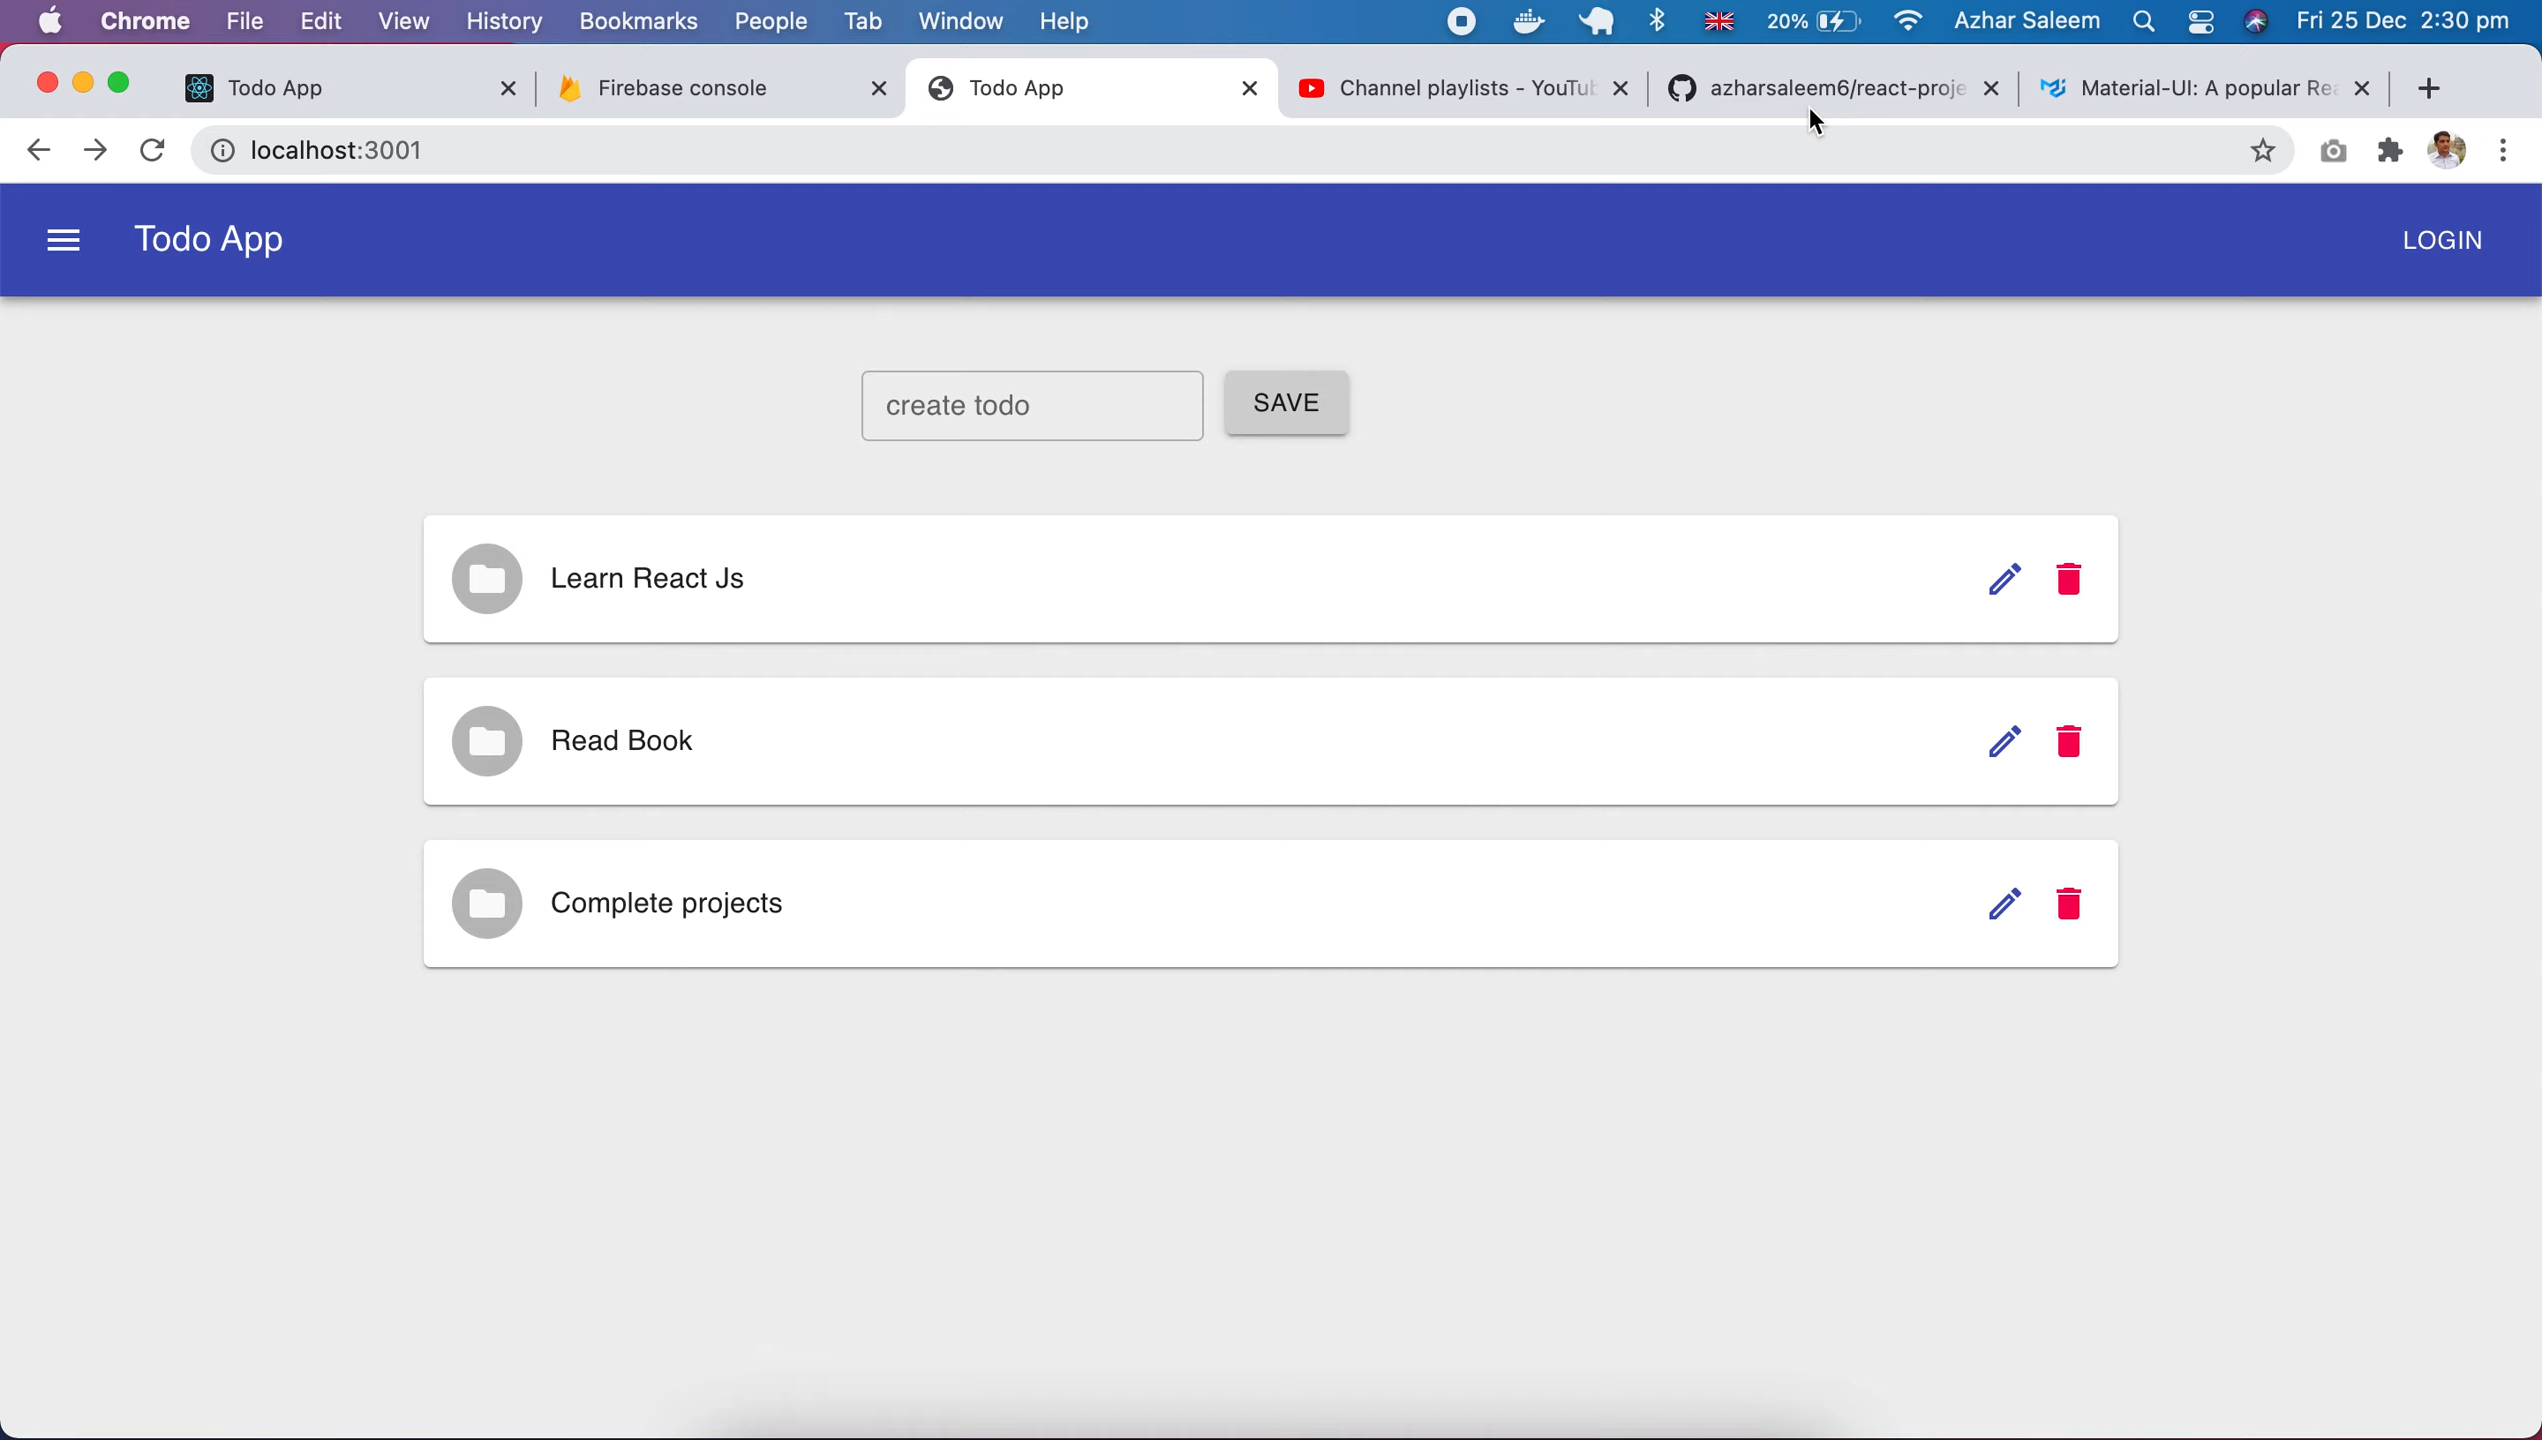 Chrome File Edit View History Bookmarks People Tab Window Help 20% Azhar Saleem Fri 25 Dec 2:30 pm
Todo App Firebase console Todo App Channel playlists - YouTub azharsaleem6/react-proje Material-UI: A popular Rea
localhost:3001
Todo App LOGIN
create todo SAVE
Learn React Js
Read Book
Complete projects